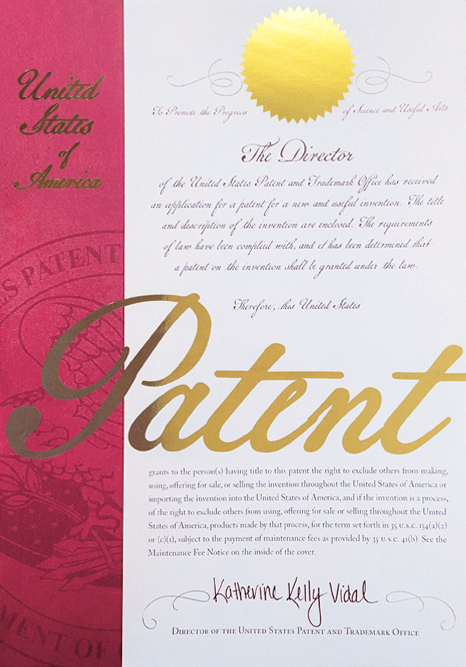 United
States
of
America
To Promote the Progress of Science and Useful Arts
The Director
of the United States Patent and Trademark Office has received
an application for a patent for a new and useful invention. The title
and description of the invention are enclosed. The requirements
of law have been complied with, and it has been determined that
a patent on the invention shall be granted under the law.
Therefore, this United States
Patent
grants to the person(s) having title to this patent the right to exclude others from making,
using, offering for sale, or selling the invention throughout the United States of America or
importing the invention into the United States of America, and if the invention is a process,
of the right to exclude others from using, offering for sale or selling throughout the United
States of America, products made by that process, for the term set forth in 35 U.S.C. 154(a)(2)
or (c)(1), subject to the payment of maintenance fees as provided by 35 U.S.C. 41(b). See the
Maintenance Fee Notice on the inside of the cover.
Katherine Kelly Vidal
DIRECTOR OF THE UNITED STATES PATENT AND TRADEMARK OFFICE
ES PATENT
MENT OF